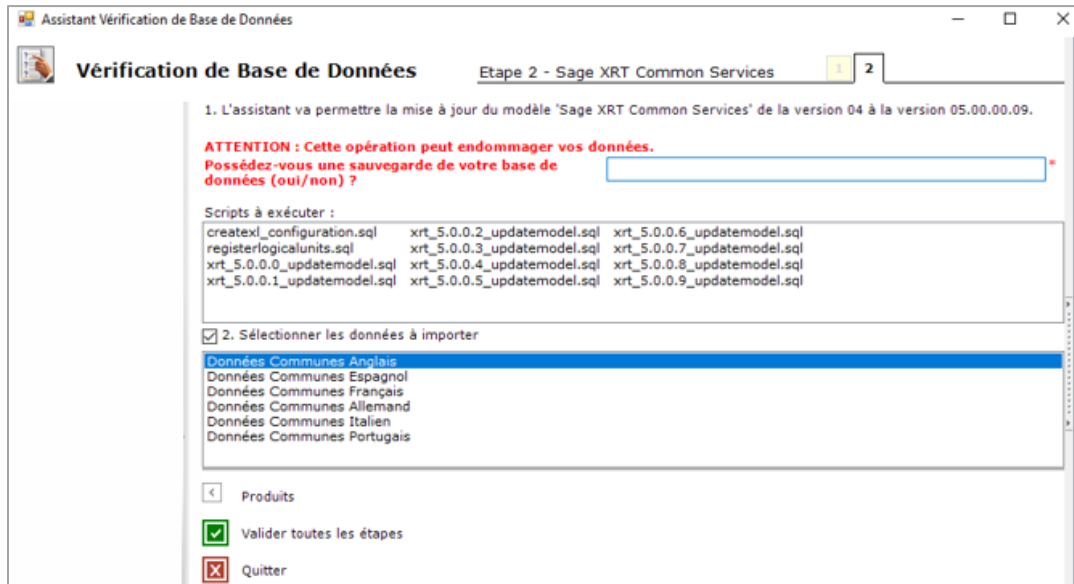 Assistant Vérification de Base de Données
Vérification de Base de Données
Etape 2 - Sage XRT Common Services
1
2
1. L'assistant va permettre la mise à jour du modèle 'Sage XRT Common Services' de la version 04 à la version 05.00.00.09.
ATTENTION : Cette opération peut endommager vos données.
Possédez-vous une sauvegarde de votre base de
données (oui/non) ?
*
Scripts à exécuter :
createxl_configuration.sql xrt_5.0.0.2_updatemodel.sql xrt_5.0.0.6_updatemodel.sql
registerlogicalunits.sql xrt_5.0.0.3_updatemodel.sql xrt_5.0.0.7_updatemodel.sql
xrt_5.0.0.0_updatemodel.sql xrt_5.0.0.4_updatemodel.sql xrt_5.0.0.8_updatemodel.sql
xrt_5.0.0.1_updatemodel.sql xrt_5.0.0.5_updatemodel.sql xrt_5.0.0.9_updatemodel.sql
2. Sélectionner les données à importer
Données Communes Anglais
Données Communes Espagnol
Données Communes Français
Données Communes Allemand
Données Communes Italien
Données Communes Portugais
Produits
Valider toutes les étapes
Quitter